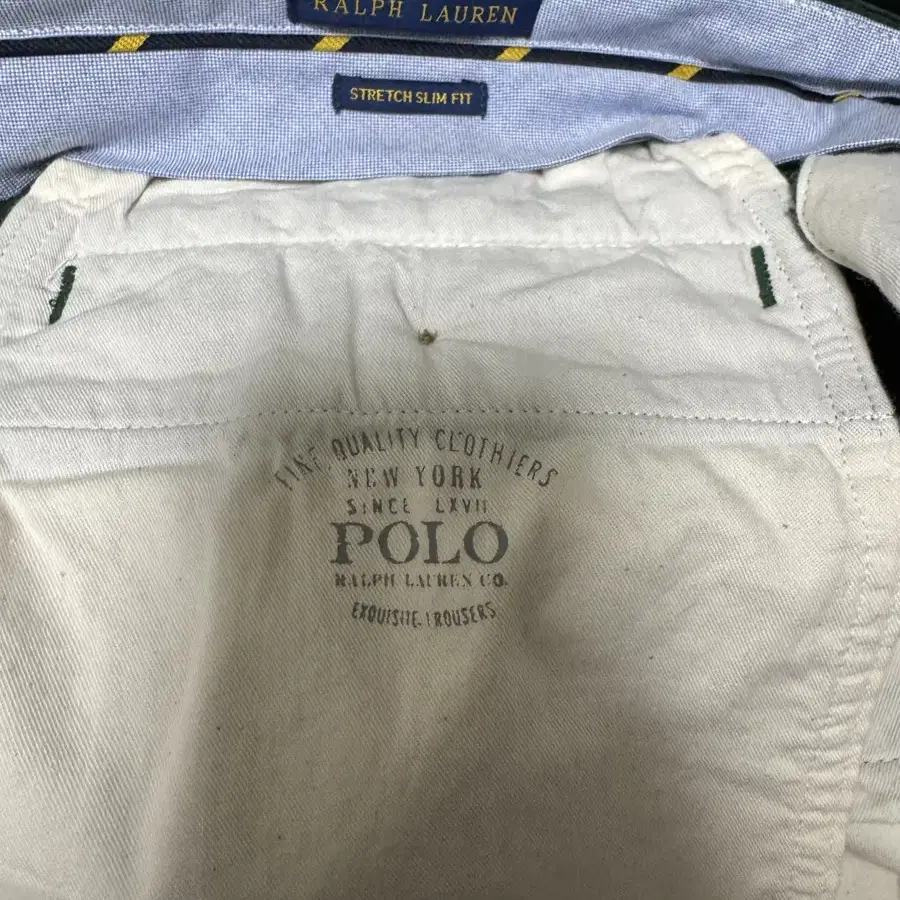 RALPH LAUREN
STRETCH SLIM FIT
FINE QUALITY CLOTHIERS
NEW YORK
SINCE LXVII
POLO
RALPH LAUREN CO.
EXQUISITE TROUSERS